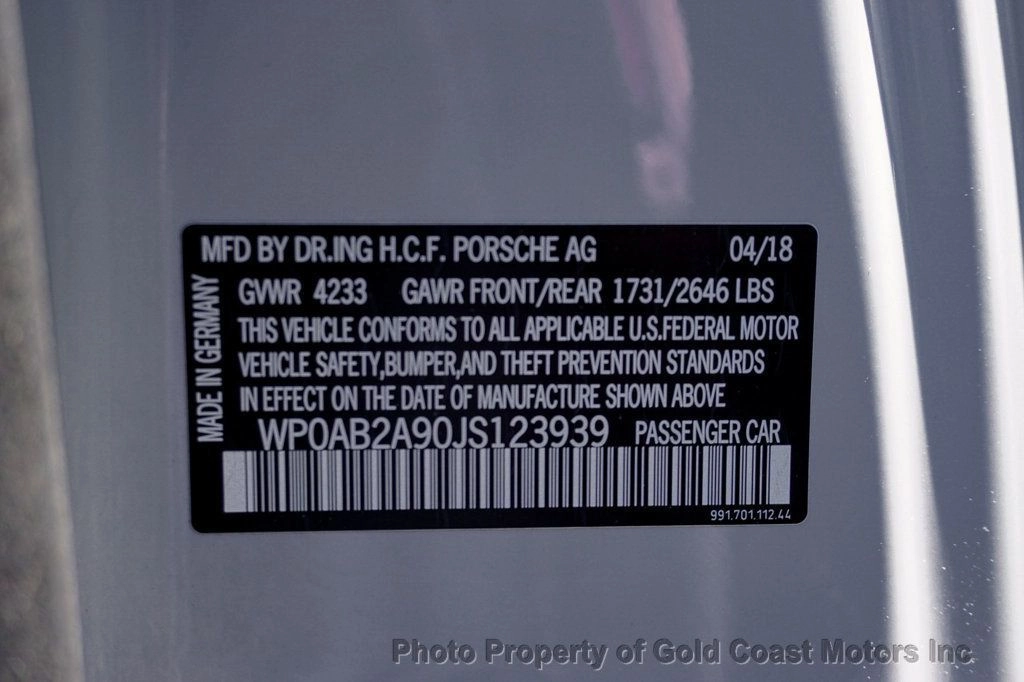 MFD BY DR.ING H.C.F. PORSCHE AG 04/18
GVWR 4233 GAWR FRONT/REAR 1731/2646 LBS
THIS VEHICLE CONFORMS TO ALL APPLICABLE U.S.FEDERAL MOTOR
VEHICLE SAFETY,BUMPER,AND THEFT PREVENTION STANDARDS
IN EFFECT ON THE DATE OF MANUFACTURE SHOWN ABOVE
MADE IN GERMANY
WP0AB2A90JS123939 PASSENGER CAR
991.701.112.44
Photo Property of Gold Coast Motors Inc